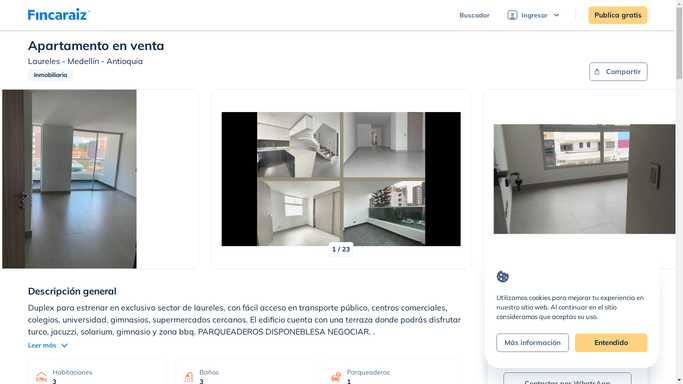 Fincaraiz
Buscador
Ingresar
Publica gratis
Apartamento en venta
Laureles - Medellín - Antioquia
Inmobiliaria
Compartir
1 / 23
Descripción general
Duplex para estrenar en exclusivo sector de laureles, con fácil acceso en transporte público, centros comerciales,
colegios, universidad, gimnasios, supermercados cercanos. El edificio cuenta con una terraza donde podrás disfrutar
turco, jacuzzi, solarium, gimnasio y zona bbq. PARQUEADEROS DISPONEBLESA NEGOCIAR. .
Leer más
Habitaciones
3
Baños
3
Parqueaderos
1
Utilizamos cookies para mejorar tu experiencia en
nuestro sitio web. Al continuar en el sitio
consideramos que aceptas su uso.
Más información
Entendido
Contactar por WhatsApp